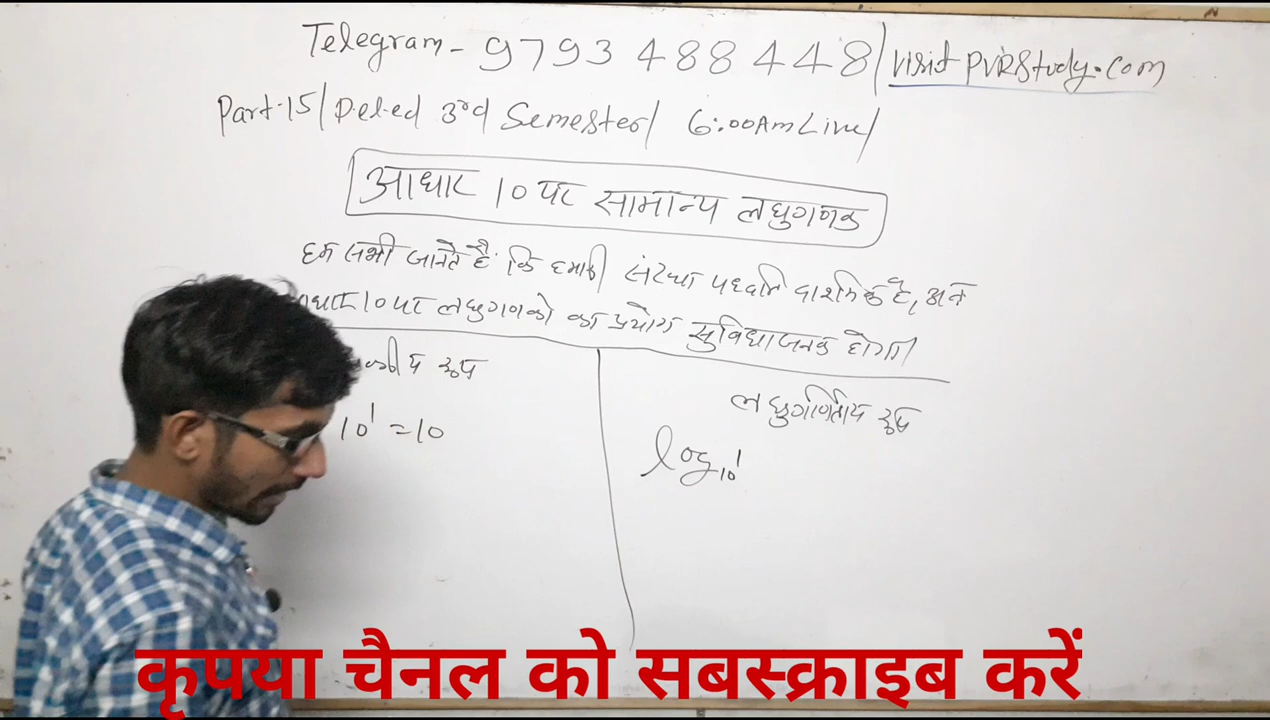 Telegram - 9793488448/ visit PVRStudy.com
Part-15/ D.el.ed 3rd Semester/ 6:00AM Live/
आधार 10 पर सामान्य लघुगणक
हम सभी जानते है कि हमारी संख्या पद्धति दाशमिक है, अतः
आधार 10 पर लघुगणको का प्रयोग सुविधाजनक होगा।
रूप
लघुगणितीय रूप
10¹ = 10
log₁₀1
कृपया चैनल को सबस्क्राइब करें